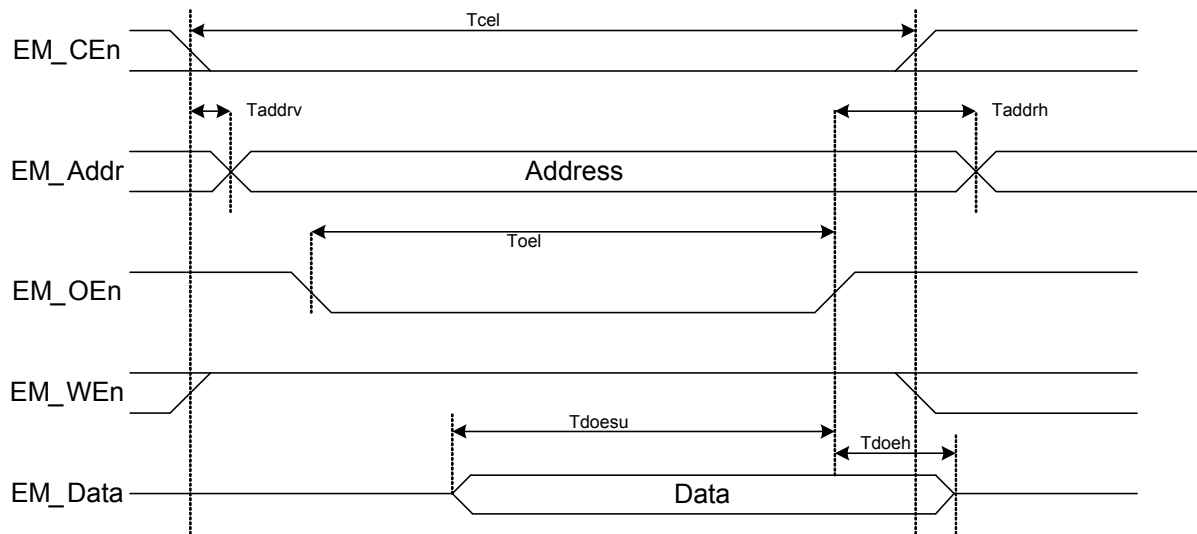 Tcel
EM_CEn
Taddrv
Taddrh
EM_Addr
Address
Toel
EM_OEn
EM_WEn
Tdoesu
Tdoeh
EM_Data
Data